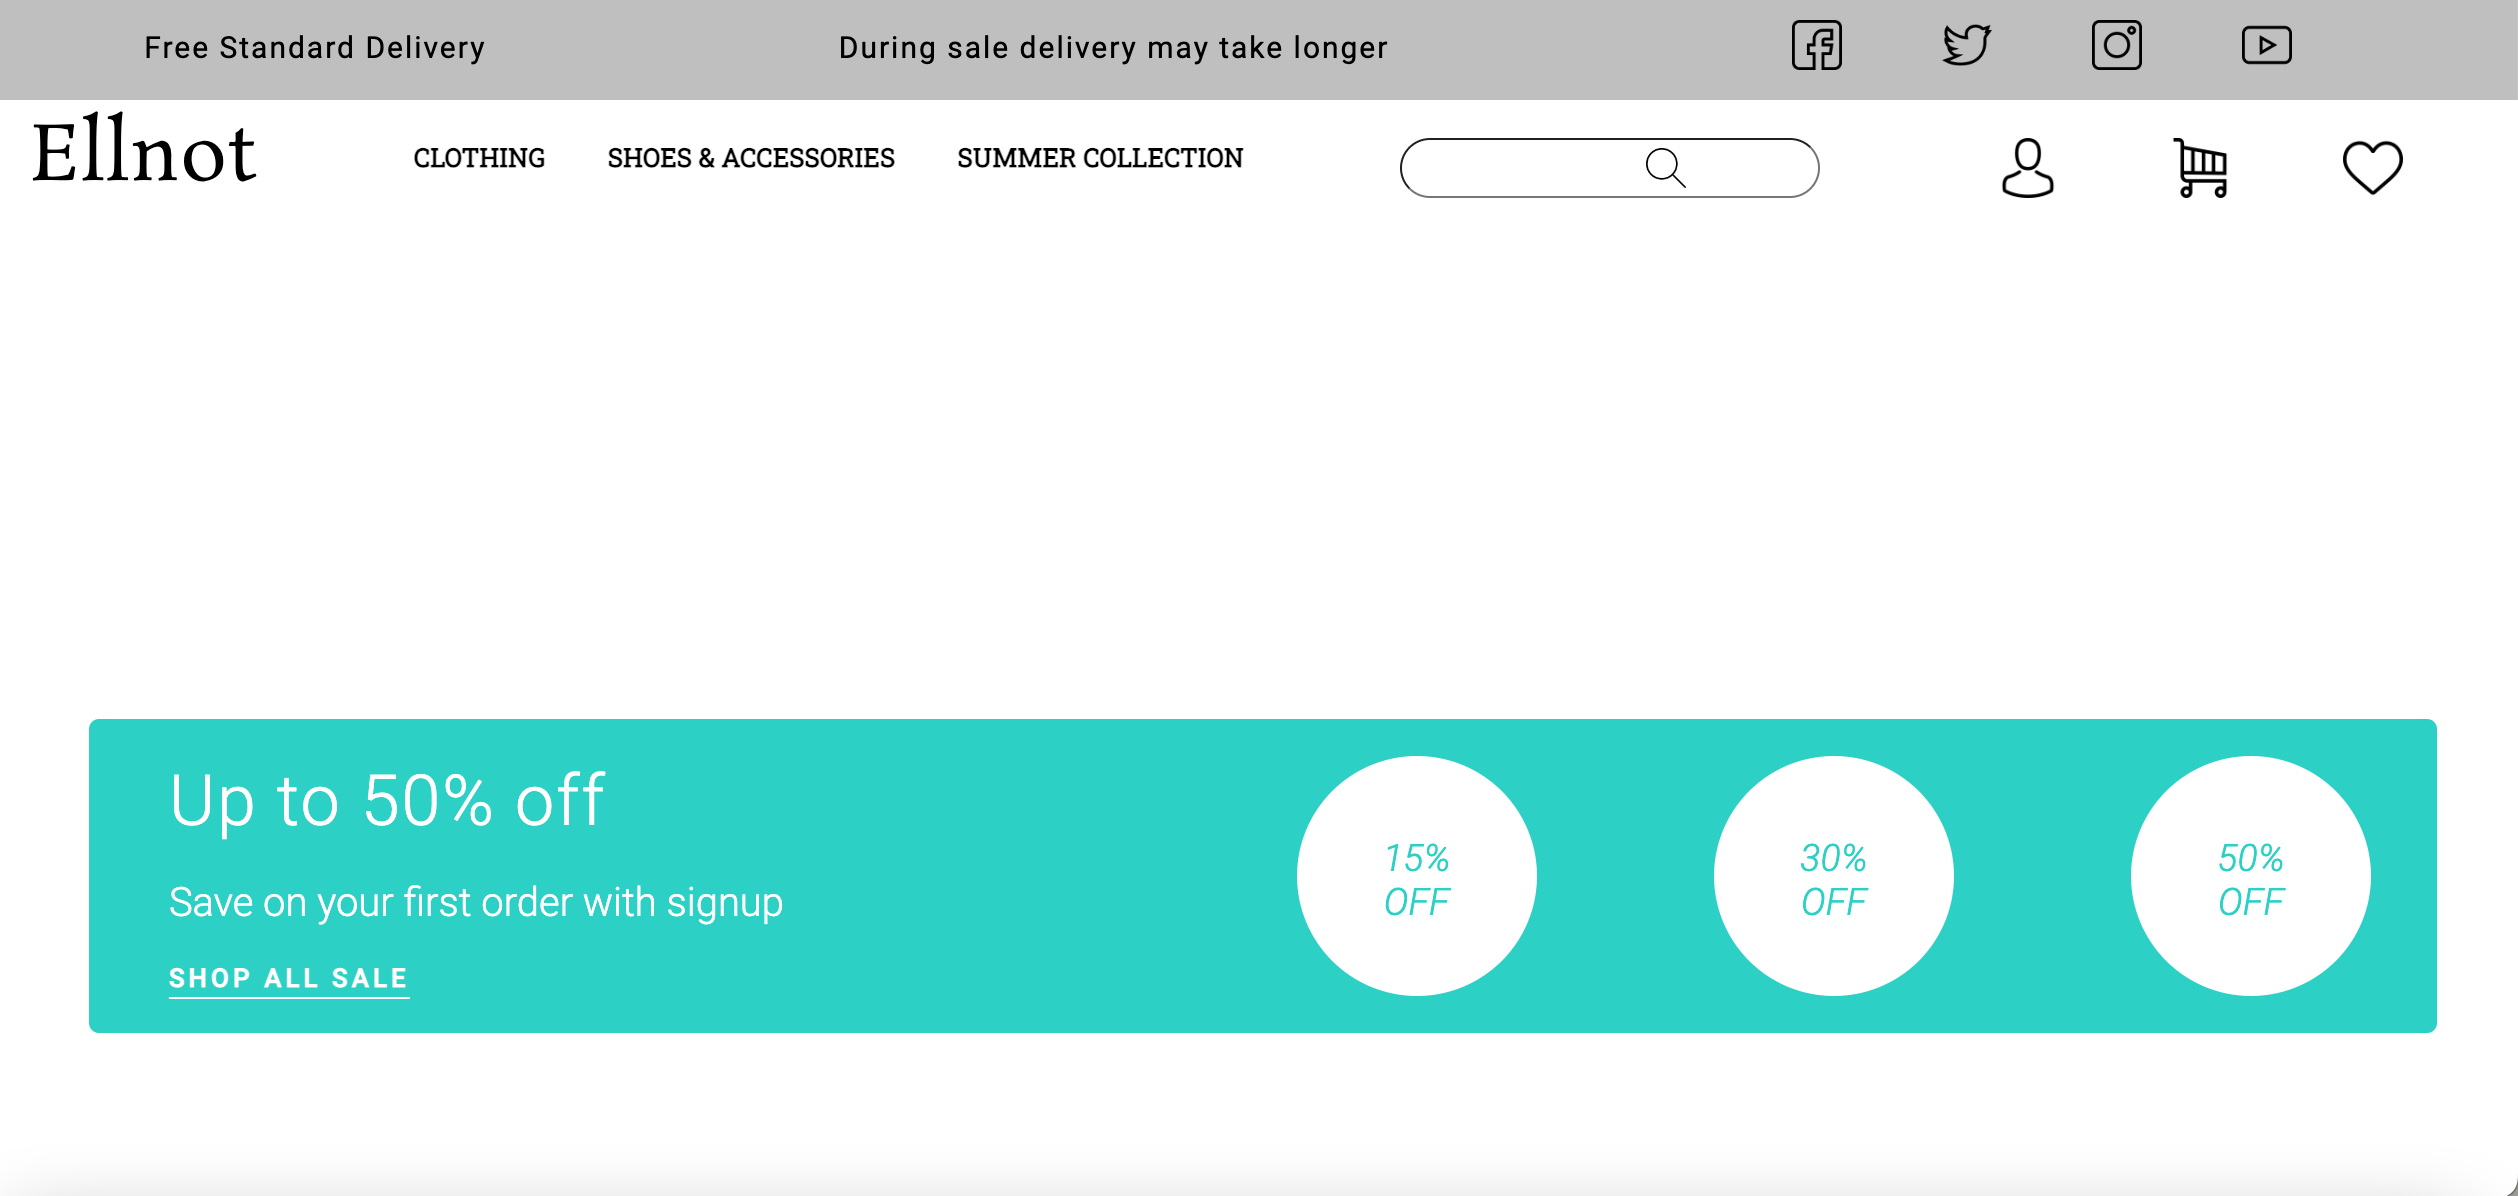 Free Standard Delivery
During sale delivery may take longer
Ellnot
CLOTHING
SHOES & ACCESSORIES
SUMMER COLLECTION
Up to 50% off
Save on your first order with signup
SHOP ALL SALE
15%
OFF
30%
OFF
50%
OFF